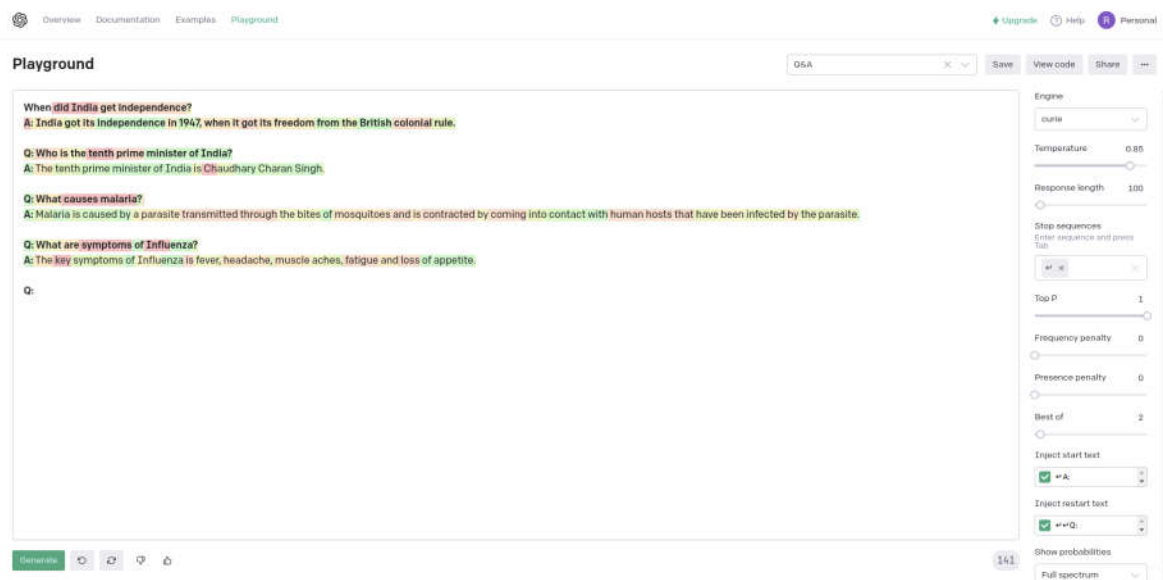 Overview Documentation Examples Playground
Upgrade Help R Personal
Playground
Q&A
Save View code Share ...
When did India get Independence?
A: India got its Independence in 1947, when it got its freedom from the British colonial rule.
Q: Who is the tenth prime minister of India?
A: The tenth prime minister of India is Chaudhary Charan Singh.
Q: What causes malaria?
A: Malaria is caused by a parasite transmitted through the bites of mosquitoes and is contracted by coming into contact with human hosts that have been infected by the parasite.
Q: What are symptoms of Influenza?
A: The key symptoms of Influenza is fever, headache, muscle aches, fatigue and loss of appetite.
Q:
Engine
curie
Temperature 0.85
Response length 100
Stop sequences
Enter sequence and press
Tab
↵ ×
Top P 1
Frequency penalty 0
Presence penalty 0
Best of 2
Inject start text
↵A:
Inject restart text
↵↵Q:
Show probabilities
Full spectrum
Generate
141